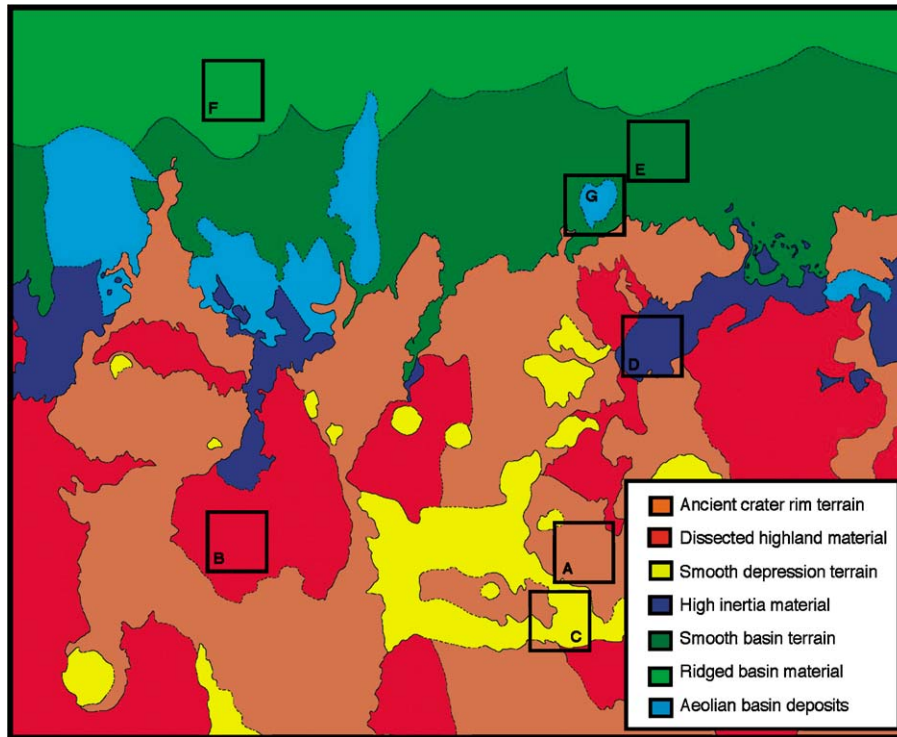 F
E
G
D
B
A
C
Ancient crater rim terrain
Dissected highland material
Smooth depression terrain
High inertia material
Smooth basin terrain
Ridged basin material
Aeolian basin deposits